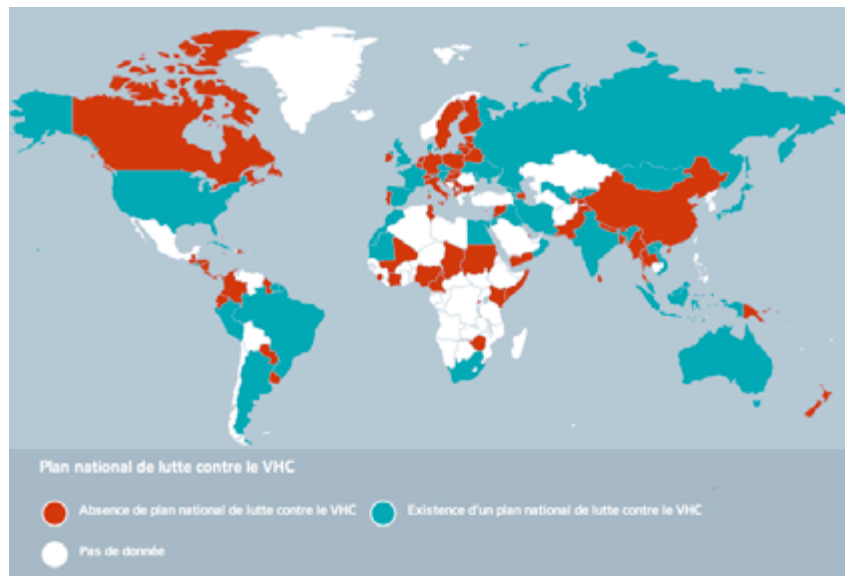 Plan national de lutte contre le VHC
Absence de plan national de lutte contre le VHC
Existence d'un plan national de lutte contre le VHC
Pas de donnée